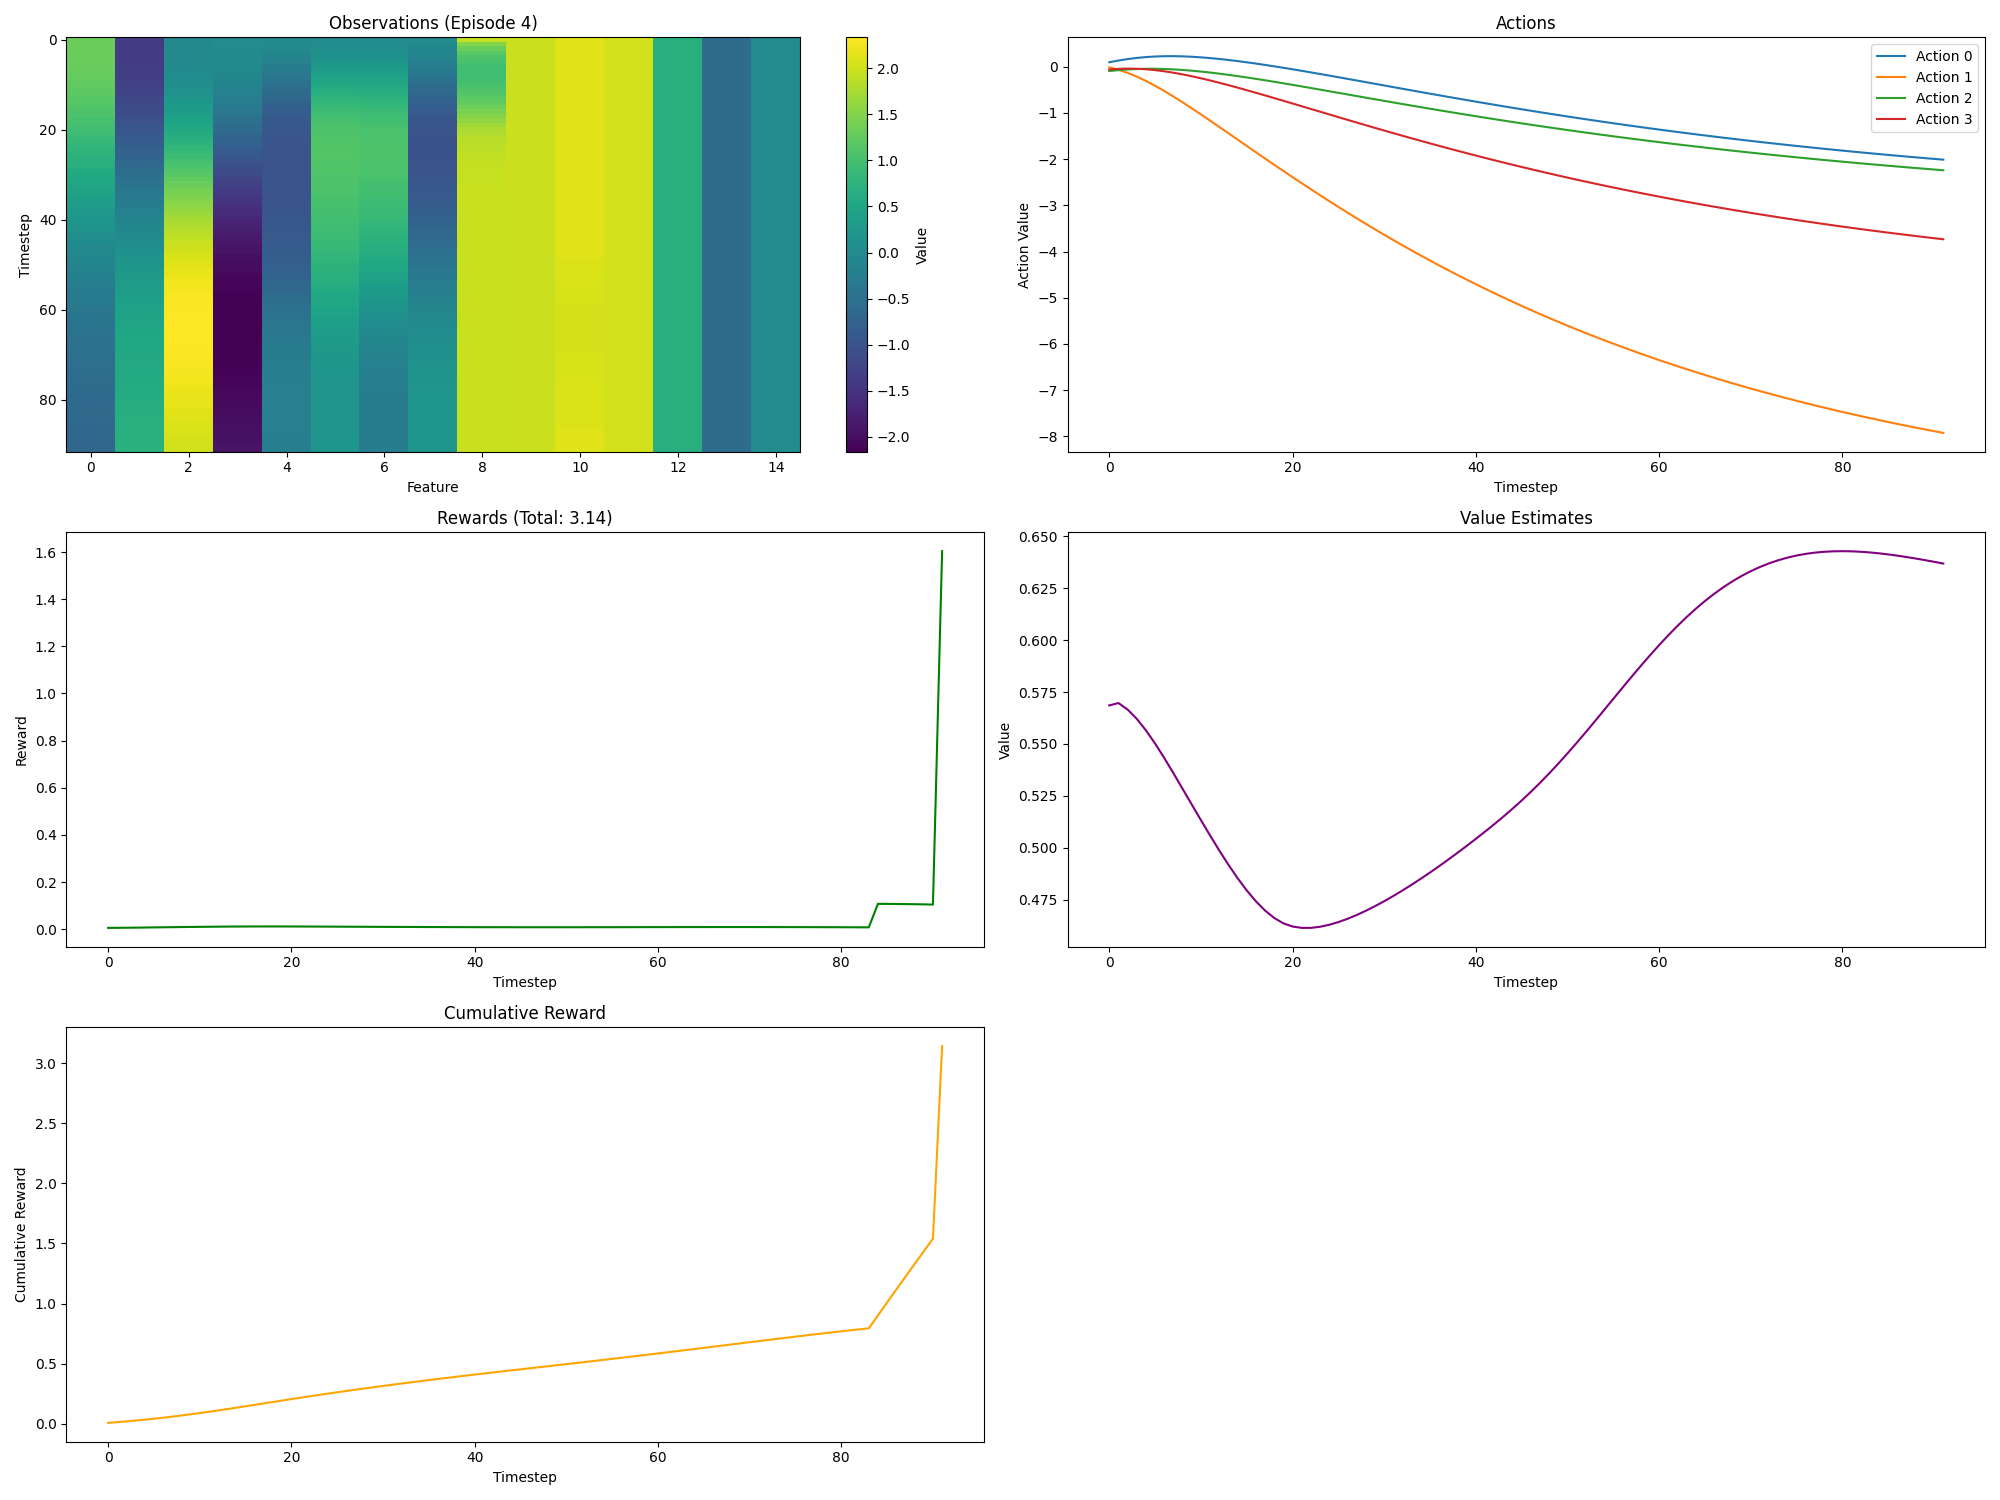 Observations (Episode 4)
0
20
40
60
80
Timestep
0 2 4 6 8 10 12 14
Feature
2.0
1.5
1.0
0.5
0.0
−0.5
−1.0
−1.5
−2.0
Value
Actions
0
−1
−2
−3
−4
−5
−6
−7
−8
Action Value
Action 0
Action 1
Action 2
Action 3
0 20 40 60 80
Timestep
Rewards (Total: 3.14)
1.6
1.4
1.2
1.0
0.8
0.6
0.4
0.2
0.0
Reward
0 20 40 60 80
Timestep
Value Estimates
0.650
0.625
0.600
0.575
0.550
0.525
0.500
0.475
Value
0 20 40 60 80
Timestep
Cumulative Reward
3.0
2.5
2.0
1.5
1.0
0.5
0.0
Cumulative Reward
0 20 40 60 80
Timestep